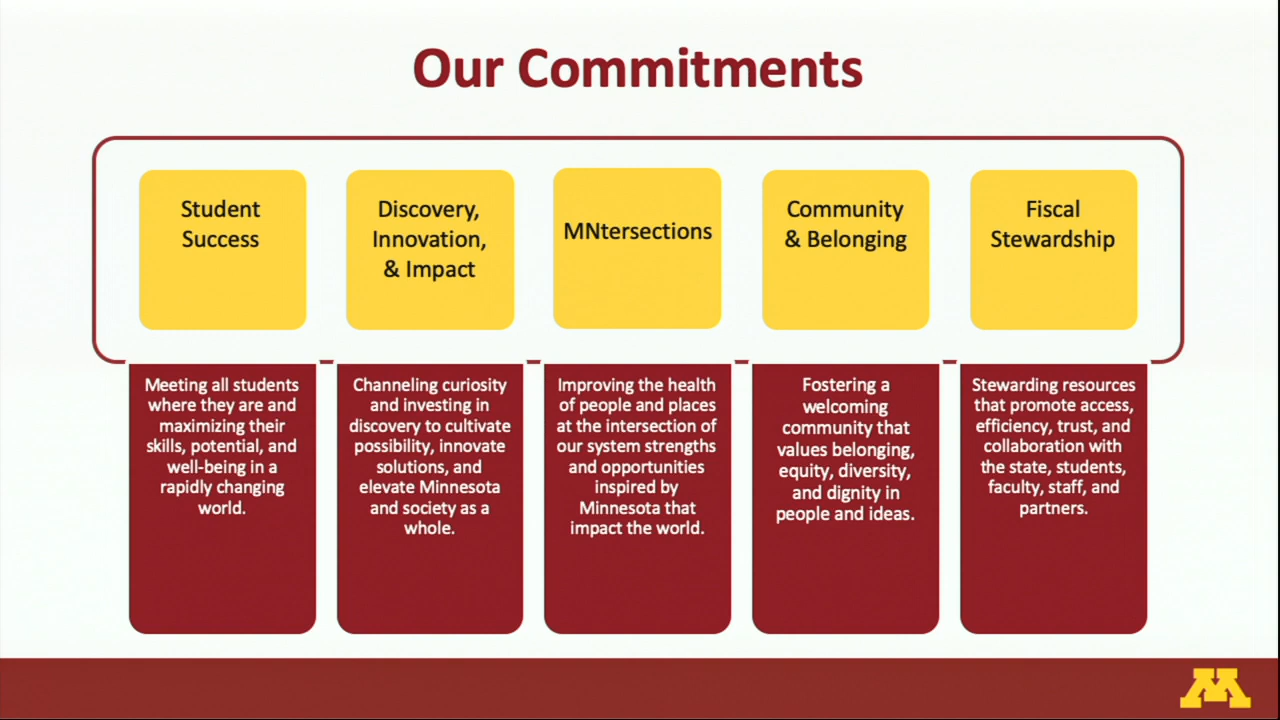 Our Commitments
Student
Success
Discovery,
Innovation,
& Impact
MNtersections
Community
& Belonging
Fiscal
Stewardship
Meeting all students
where they are and
maximizing their
skills, potential, and
well-being in a
rapidly changing
world.
Channeling curiosity
and investing in
discovery to cultivate
possibility, innovate
solutions, and
elevate Minnesota
and society as a
whole.
Improving the health
of people and places
at the intersection of
our system strengths
and opportunities
inspired by
Minnesota that
impact the world.
Fostering a
welcoming
community that
values belonging,
equity, diversity,
and dignity in
people and ideas.
Stewarding resources
that promote access,
efficiency, trust, and
collaboration with
the state, students,
faculty, staff, and
partners.
M